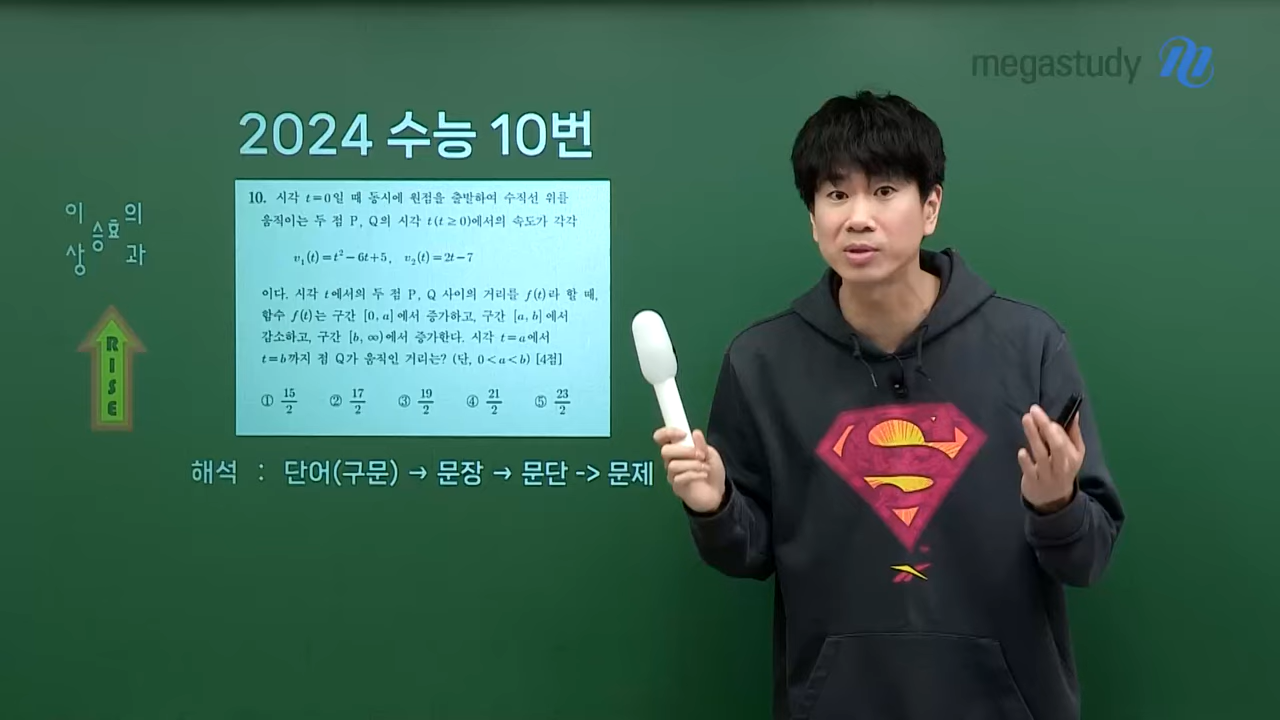 megastudy
2024 수능 10번
10. 시각 t=0일 때 동시에 원점을 출발하여 수직선 위를
움직이는 두 점 P, Q의 시각 t(t≥0)에서의 속도가 각각
v₁(t)=t²-6t+5, v₂(t)=2t-7
이다. 시각 t에서의 두 점 P, Q 사이의 거리를 f(t)라 할 때,
함수 f(t)는 구간 [0, a]에서 증가하고, 구간 [a, b]에서
감소하고, 구간 [b, ∞)에서 증가한다. 시각 t=a에서
t=b까지 점 Q가 움직인 거리는? (단, 0<a<b) [4점]
① 15/2 ② 17/2 ③ 19/2 ④ 21/2 ⑤ 23/2
이승효의
상과
RISE
해석 : 단어(구문) → 문장 → 문단 -> 문제